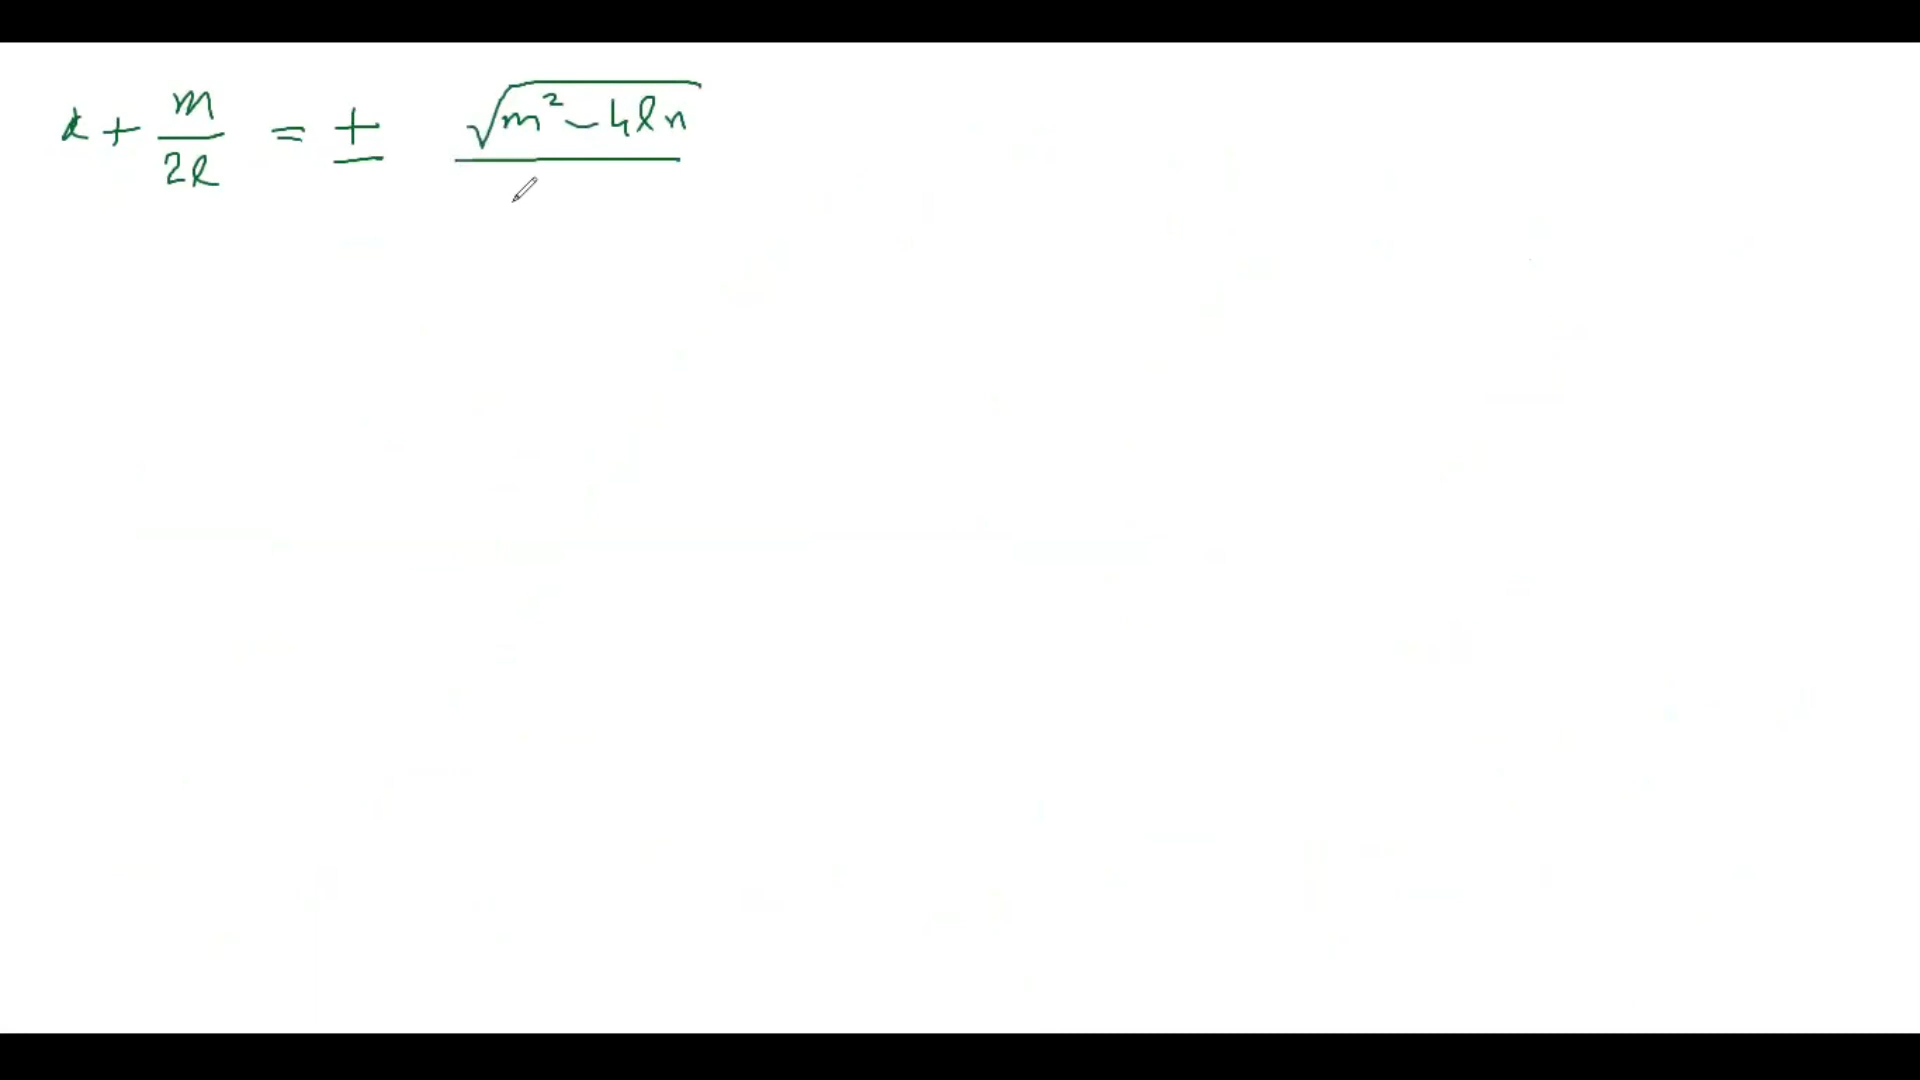 x + m/2l = ± √(m² - 4ln)/